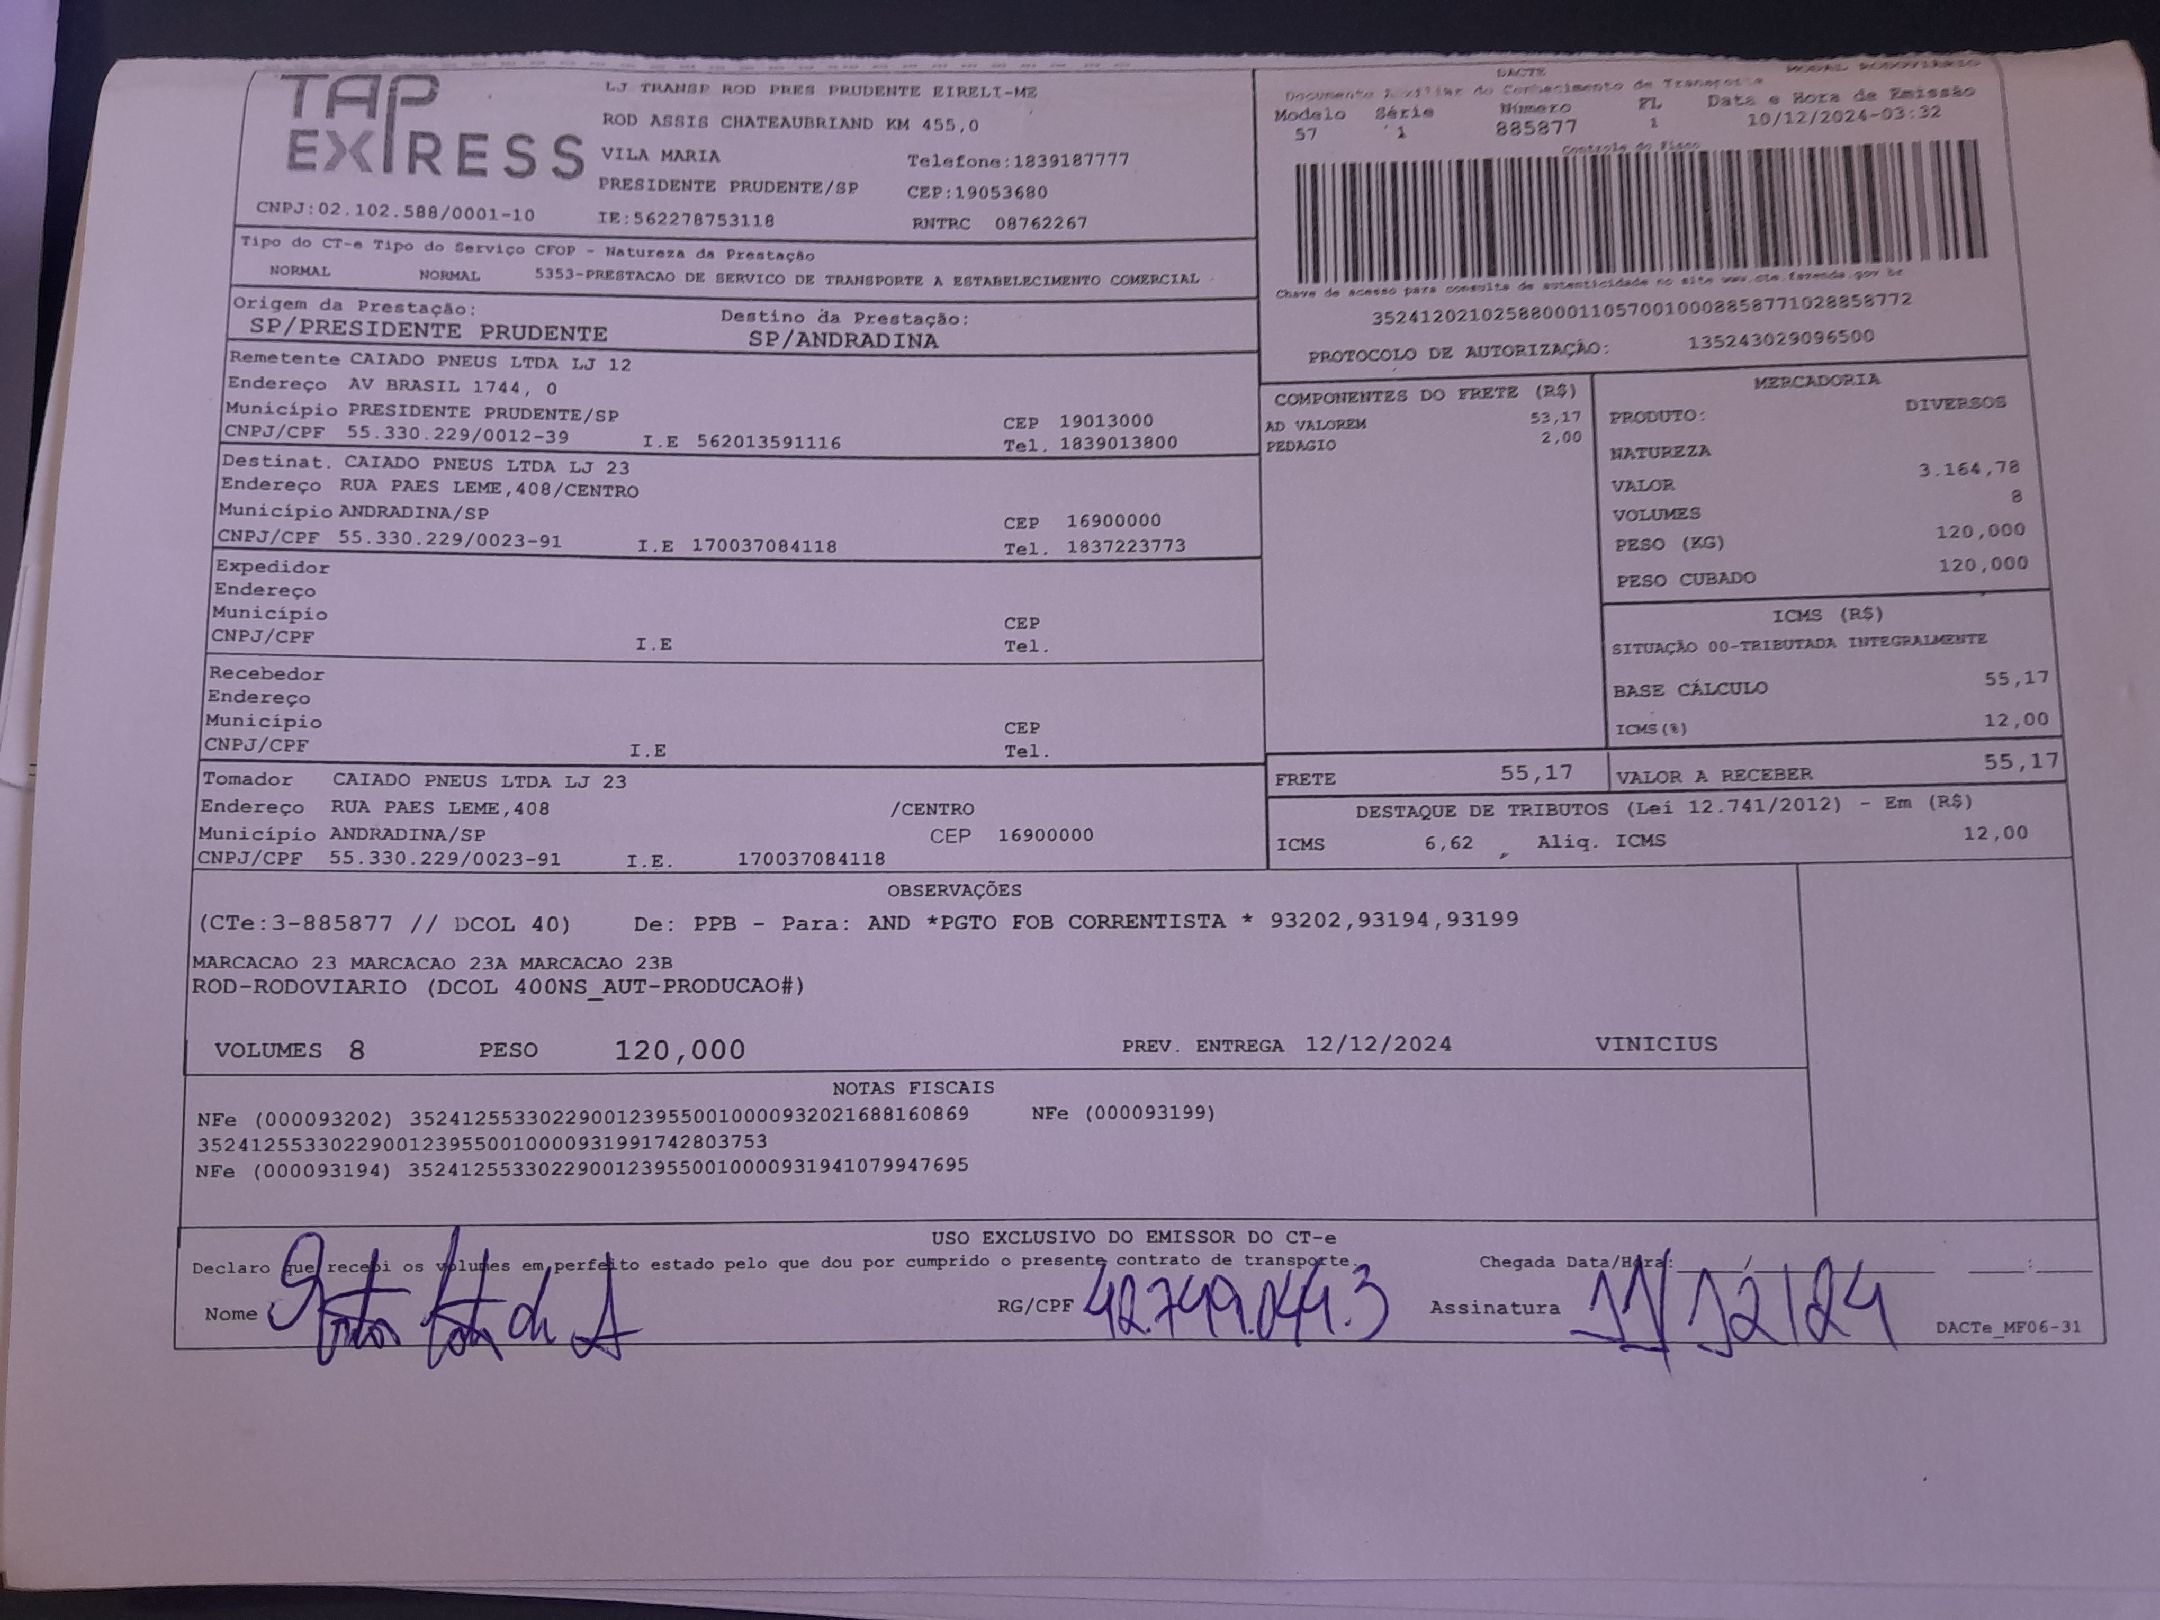 TAP
EXPRESS
CNPJ:02.102.588/0001-10
LJ TRANSP ROD PRES PRUDENTE EIRELI-ME
ROD ASSIS CHATEAUBRIAND KM 455,0
VILA MARIA Telefone:1839187777
PRESIDENTE PRUDENTE/SP CEP:19053680
IE:562278753118 RNTRC 08762267
DACTE MODAL RODOVIÁRIO
Documento Auxiliar do Conhecimento de Transporte
Modelo Série Número FL Data e Hora de Emissão
57 1 885877 1 10/12/2024-03:32
Controle do Fisco
Chave de acesso para consulta de autenticidade no site www.cte.fazenda.gov.br
35241202102588000110570010008858771028858772
PROTOCOLO DE AUTORIZAÇÃO: 135243029096500
Tipo do CT-e Tipo do Serviço CFOP - Natureza da Prestação
NORMAL NORMAL 5353-PRESTACAO DE SERVICO DE TRANSPORTE A ESTABELECIMENTO COMERCIAL
Origem da Prestação: Destino da Prestação:
SP/PRESIDENTE PRUDENTE SP/ANDRADINA
Remetente CAIADO PNEUS LTDA LJ 12
Endereço AV BRASIL 1744, 0
Município PRESIDENTE PRUDENTE/SP CEP 19013000
CNPJ/CPF 55.330.229/0012-39 I.E 562013591116 Tel. 1839013800
Destinat. CAIADO PNEUS LTDA LJ 23
Endereço RUA PAES LEME,408/CENTRO
Município ANDRADINA/SP CEP 16900000
CNPJ/CPF 55.330.229/0023-91 I.E 170037084118 Tel. 1837223773
Expedidor
Endereço
Município CEP
CNPJ/CPF I.E Tel.
Recebedor
Endereço
Município CEP
CNPJ/CPF I.E Tel.
Tomador CAIADO PNEUS LTDA LJ 23
Endereço RUA PAES LEME,408 /CENTRO
Município ANDRADINA/SP CEP 16900000
CNPJ/CPF 55.330.229/0023-91 I.E. 170037084118
COMPONENTES DO FRETE (R$)
AD VALOREM 53,17
PEDAGIO 2,00
MERCADORIA
PRODUTO: DIVERSOS
NATUREZA
VALOR 3.164,78
VOLUMES 8
PESO (KG) 120,000
PESO CUBADO 120,000
ICMS (R$)
SITUAÇÃO 00-TRIBUTADA INTEGRALMENTE
BASE CÁLCULO 55,17
ICMS(%) 12,00
FRETE 55,17 VALOR A RECEBER 55,17
DESTAQUE DE TRIBUTOS (Lei 12.741/2012) - Em (R$)
ICMS 6,62 Aliq. ICMS 12,00
OBSERVAÇÕES
(CTe:3-885877 // DCOL 40) De: PPB - Para: AND *PGTO FOB CORRENTISTA * 93202,93194,93199
MARCACAO 23 MARCACAO 23A MARCACAO 23B
ROD-RODOVIARIO (DCOL 400NS_AUT-PRODUCAO#)
VOLUMES 8 PESO 120,000 PREV. ENTREGA 12/12/2024 VINICIUS
NOTAS FISCAIS
NFe (000093202) 35241255330229001239550010000932021688160869 NFe (000093199)
35241255330229001239550010000931991742803753
NFe (000093194) 35241255330229001239550010000931941079947695
USO EXCLUSIVO DO EMISSOR DO CT-e
Declaro que recebi os volumes em perfeito estado pelo que dou por cumprido o presente contrato de transporte. Chegada Data/Hora: :
Nome RG/CPF 42.749.044.3 Assinatura 11/12/24
DACTe_MF06-31